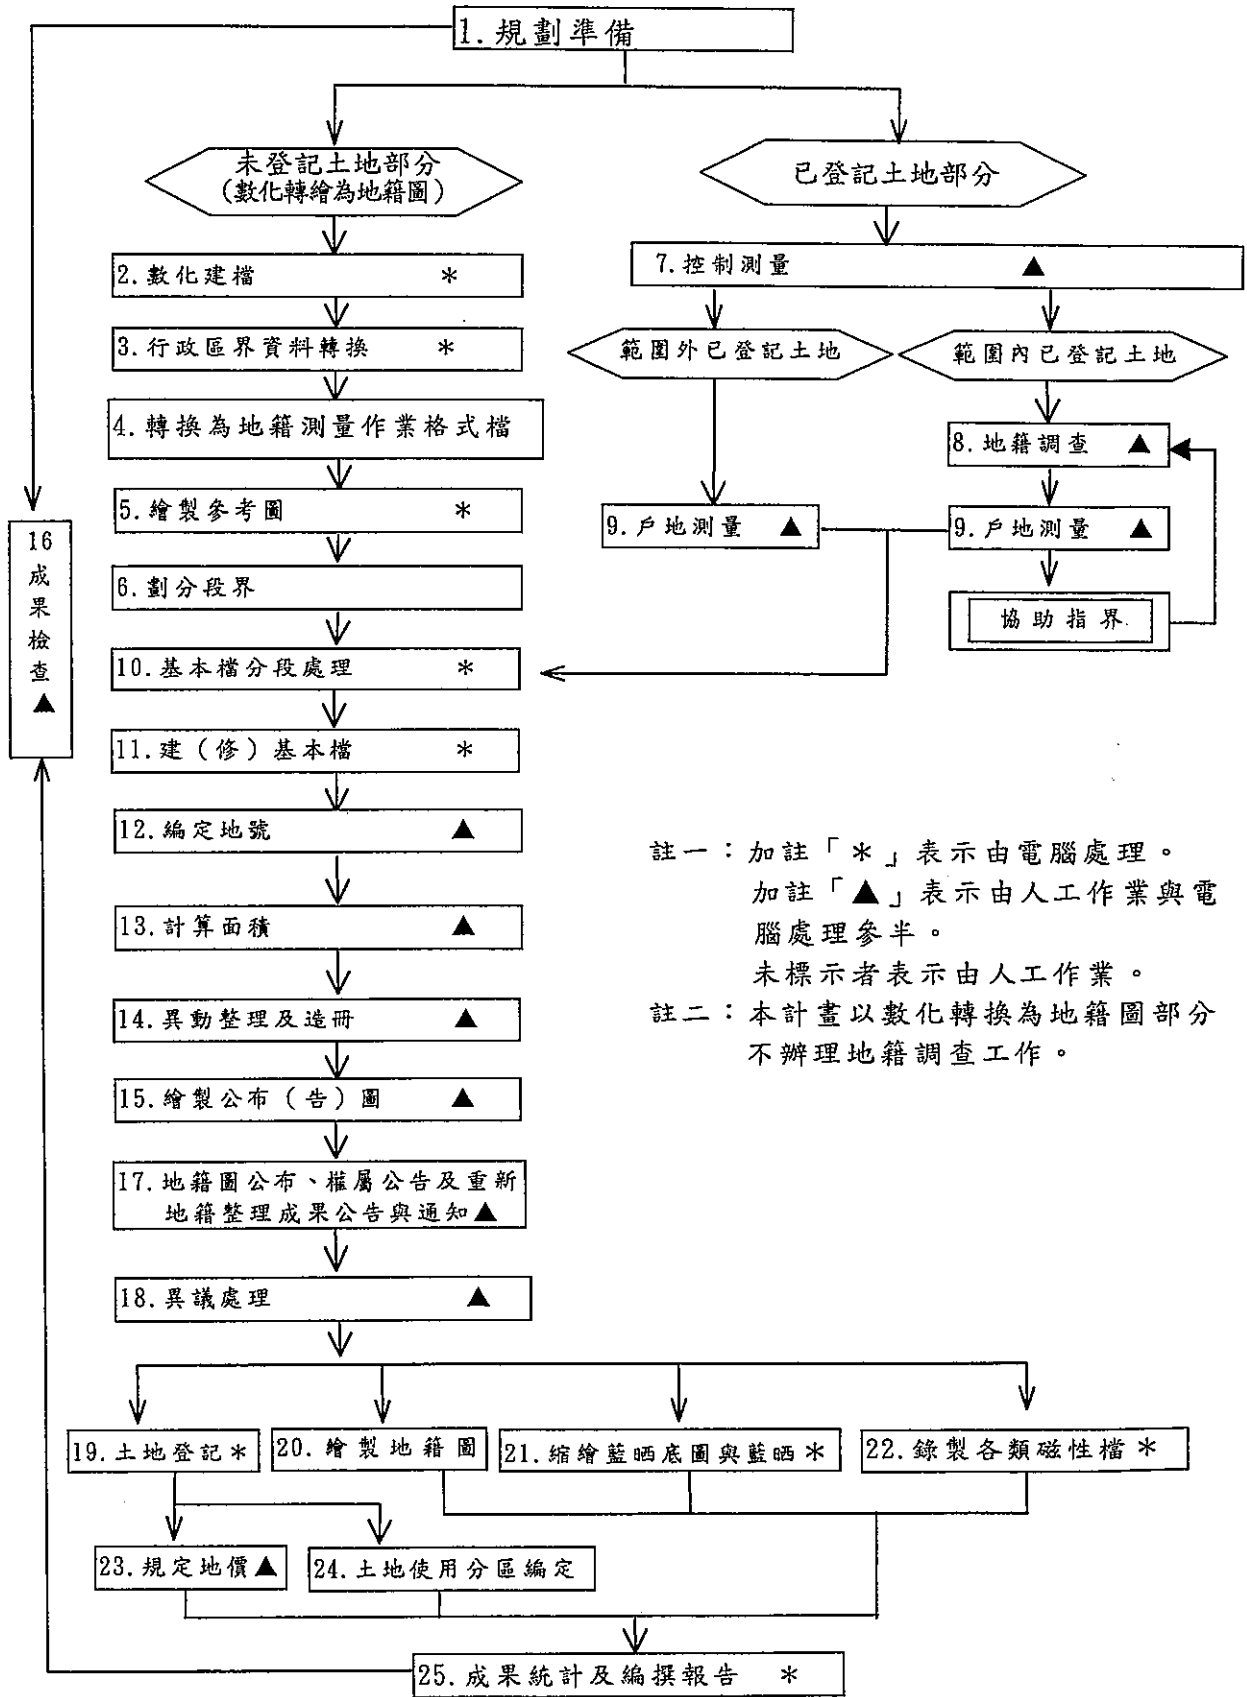 1.規劃準備
未登記土地部分
(數化轉繪為地籍圖)
已登記土地部分
2.數化建檔 *
3.行政區界資料轉換 *
4.轉換為地籍測量作業格式檔
5.繪製參考圖 *
6.劃分段界
7.控制測量 ▲
範圍外已登記土地
範圍內已登記土地
8.地籍調查 ▲
9.戶地測量 ▲
9.戶地測量 ▲
協助指界
10.基本檔分段處理 *
11.建(修)基本檔 *
12.編定地號 ▲
13.計算面積 ▲
14.異動整理及造冊 ▲
15.繪製公布(告)圖 ▲
16
成
果
檢
查
▲
17.地籍圖公布、權屬公告及重新
地籍整理成果公告與通知▲
18.異議處理 ▲
19.土地登記*
20.繪製地籍圖
21.縮繪藍晒底圖與藍晒*
22.錄製各類磁性檔*
23.規定地價▲
24.土地使用分區編定
25.成果統計及編撰報告 *
註一：加註「*」表示由電腦處理。
加註「▲」表示由人工作業與電
腦處理參半。
未標示者表示由人工作業。
註二：本計畫以數化轉換為地籍圖部分
不辦理地籍調查工作。